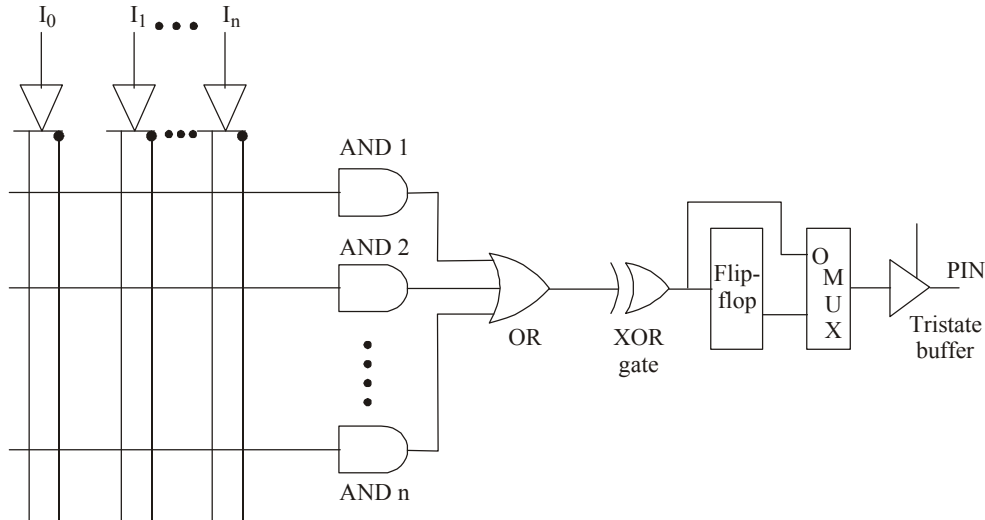 I0 I1 In
AND 1
AND 2
AND n
OR
XOR
gate
Flip-
flop
O
M
U
X
PIN
Tristate
buffer